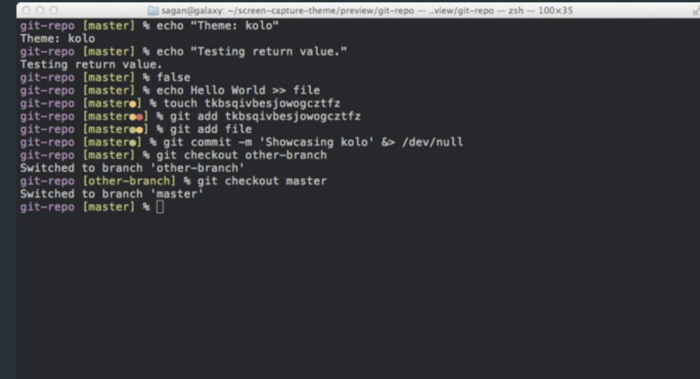 sagan@galaxy: ~/screen-capture-theme/preview/git-repo — ..view/git-repo — zsh — 100×35
git-repo [master] % echo "Theme: kolo"
Theme: kolo
git-repo [master] % echo "Testing return value."
Testing return value.
git-repo [master] % false
git-repo [master] % echo Hello World >> file
git-repo [master●] % touch tkbsqivbesjowogcztfz
git-repo [master●●] % git add tkbsqivbesjowogcztfz
git-repo [master●●] % git add file
git-repo [master●] % git commit -m 'Showcasing kolo' &> /dev/null
git-repo [master] % git checkout other-branch
Switched to branch 'other-branch'
git-repo [other-branch] % git checkout master
Switched to branch 'master'
git-repo [master] %